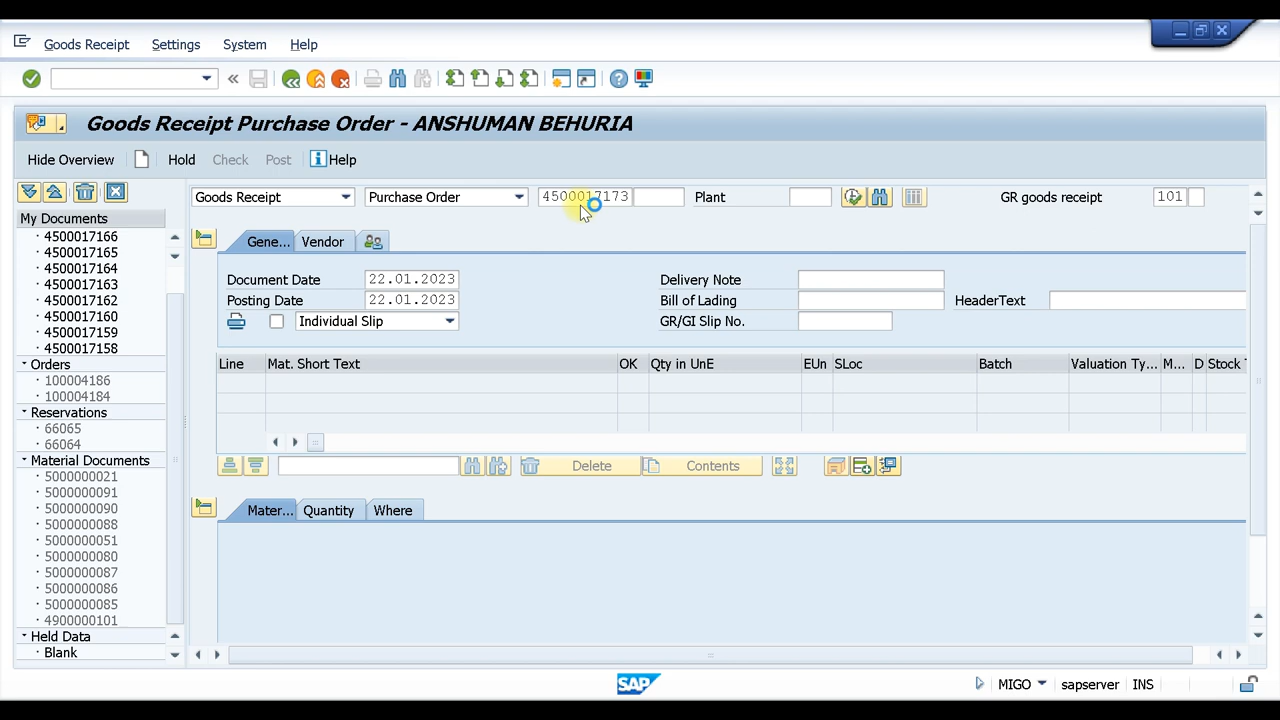 Goods Receipt Settings System Help
Goods Receipt Purchase Order - ANSHUMAN BEHURIA
Hide Overview Hold Check Post Help
Goods Receipt Purchase Order 4500017173 Plant GR goods receipt 101
My Documents
4500017166
4500017165
4500017164
4500017163
4500017162
4500017160
4500017159
4500017158
Orders
100004186
100004184
Reservations
66065
66064
Material Documents
5000000021
5000000091
5000000090
5000000088
5000000051
5000000080
5000000087
5000000086
5000000085
4900000101
Held Data
Blank
Gene... Vendor
Document Date 22.01.2023 Delivery Note
Posting Date 22.01.2023 Bill of Lading HeaderText
Individual Slip GR/GI Slip No.
Line Mat. Short Text OK Qty in UnE EUn SLoc Batch Valuation Ty... M... D Stock
Delete Contents
Mater... Quantity Where
SAP MIGO sapserver INS